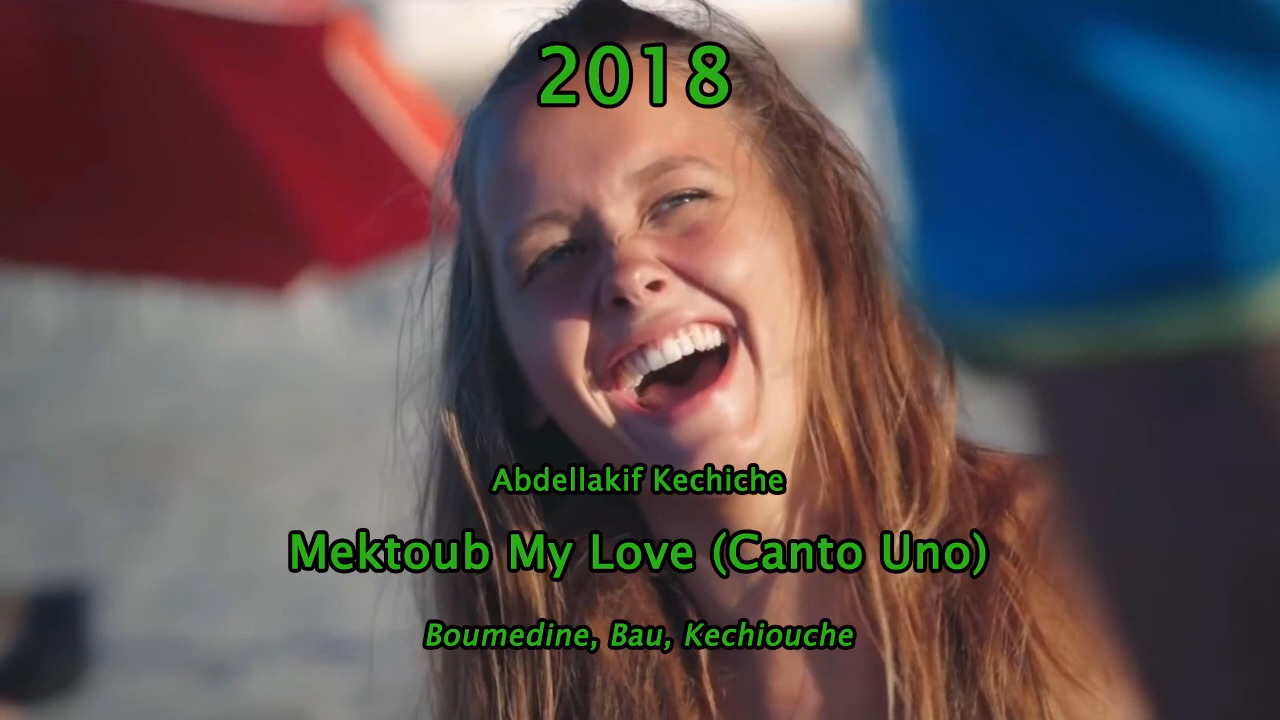 2018
Abdellakif Kechiche
Mektoub My Love (Canto Uno)
Boumedine, Bau, Kechiouche